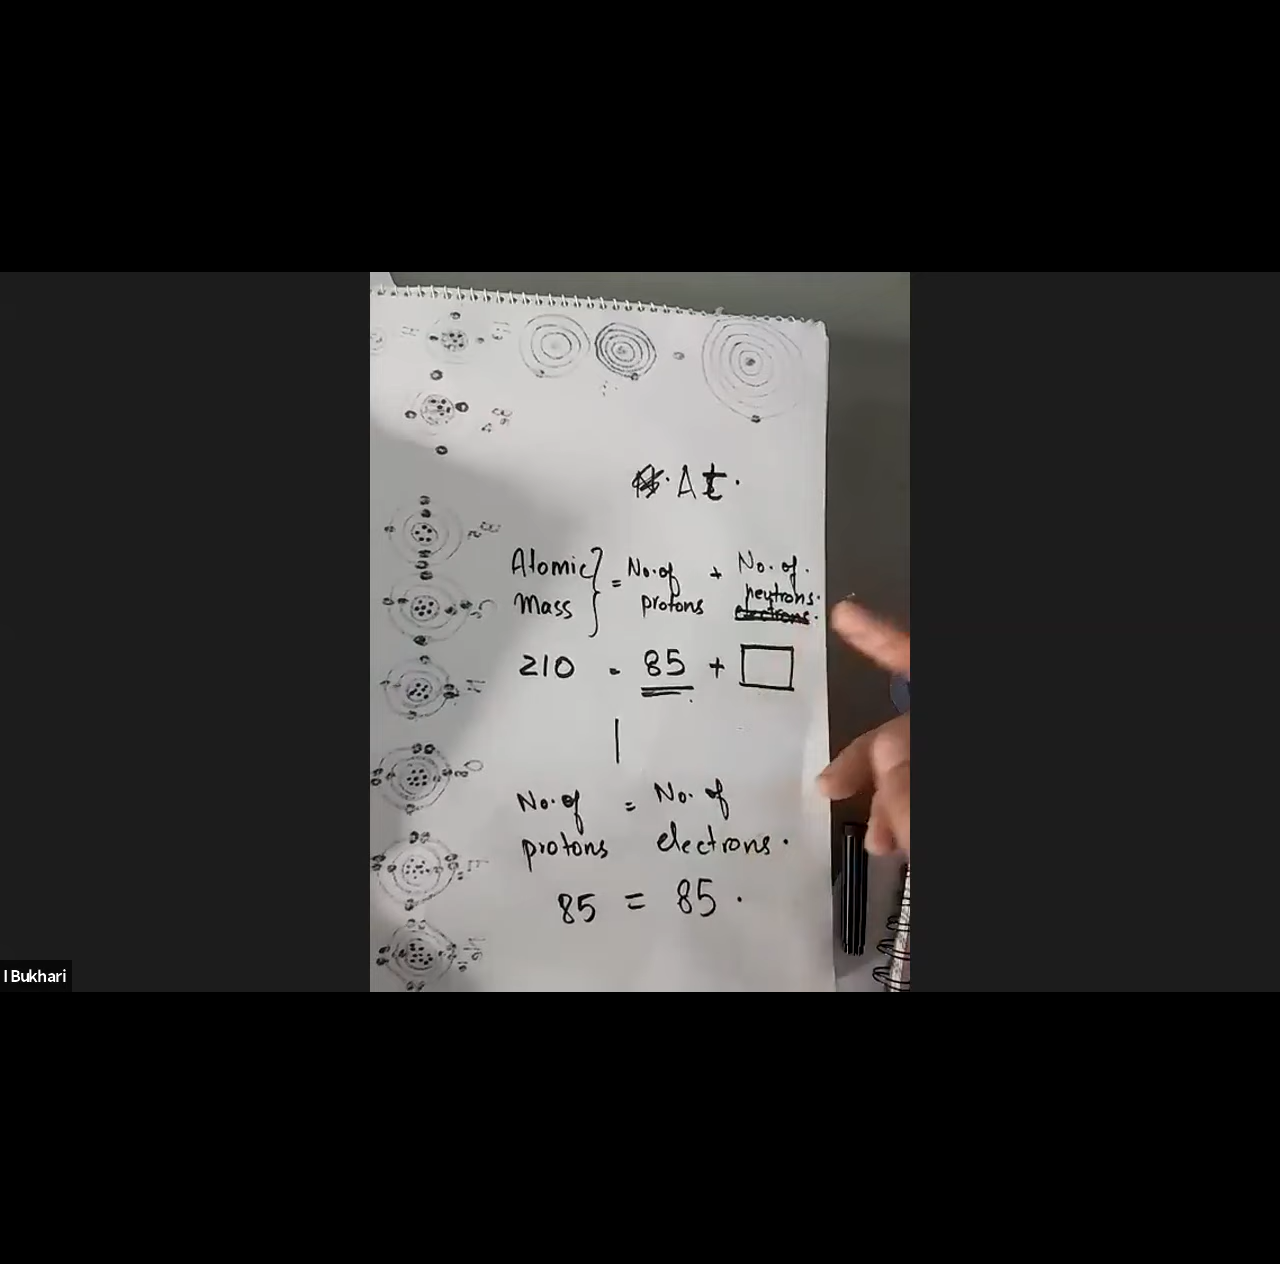 At.
Atomic } = No. of + No. of.
Mass protons neutrons.
electrons.
210 = 85 + □
No. of = No. of
protons electrons.
85 = 85.
I Bukhari